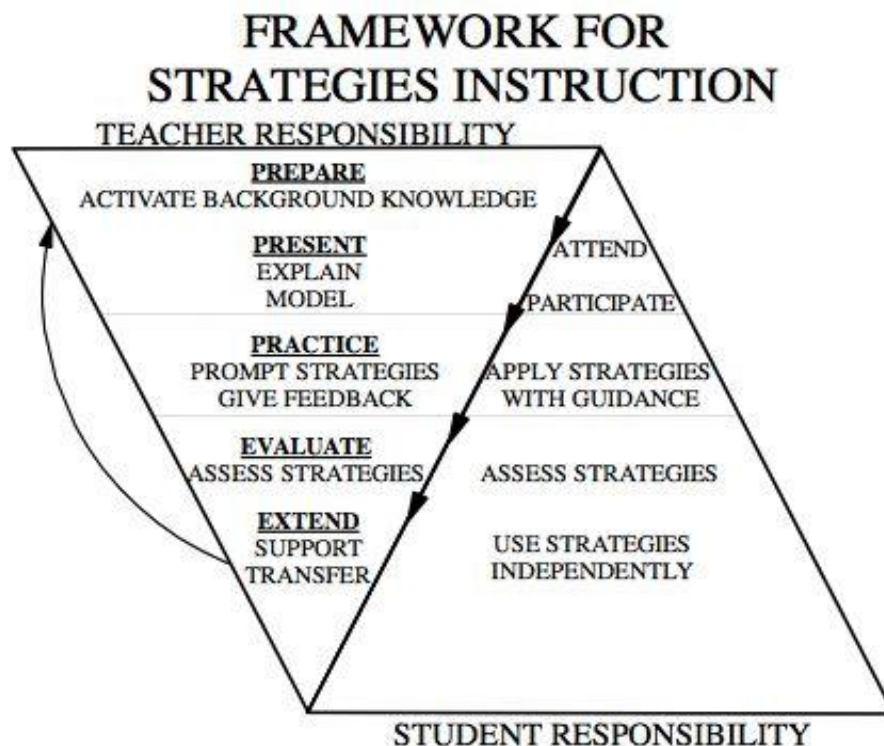 FRAMEWORK FOR
STRATEGIES INSTRUCTION
TEACHER RESPONSIBILITY
PREPARE
ACTIVATE BACKGROUND KNOWLEDGE
PRESENT
EXPLAIN
MODEL
ATTEND
PARTICIPATE
PRACTICE
PROMPT STRATEGIES
GIVE FEEDBACK
APPLY STRATEGIES
WITH GUIDANCE
EVALUATE
ASSESS STRATEGIES
ASSESS STRATEGIES
EXTEND
SUPPORT
TRANSFER
USE STRATEGIES
INDEPENDENTLY
STUDENT RESPONSIBILITY